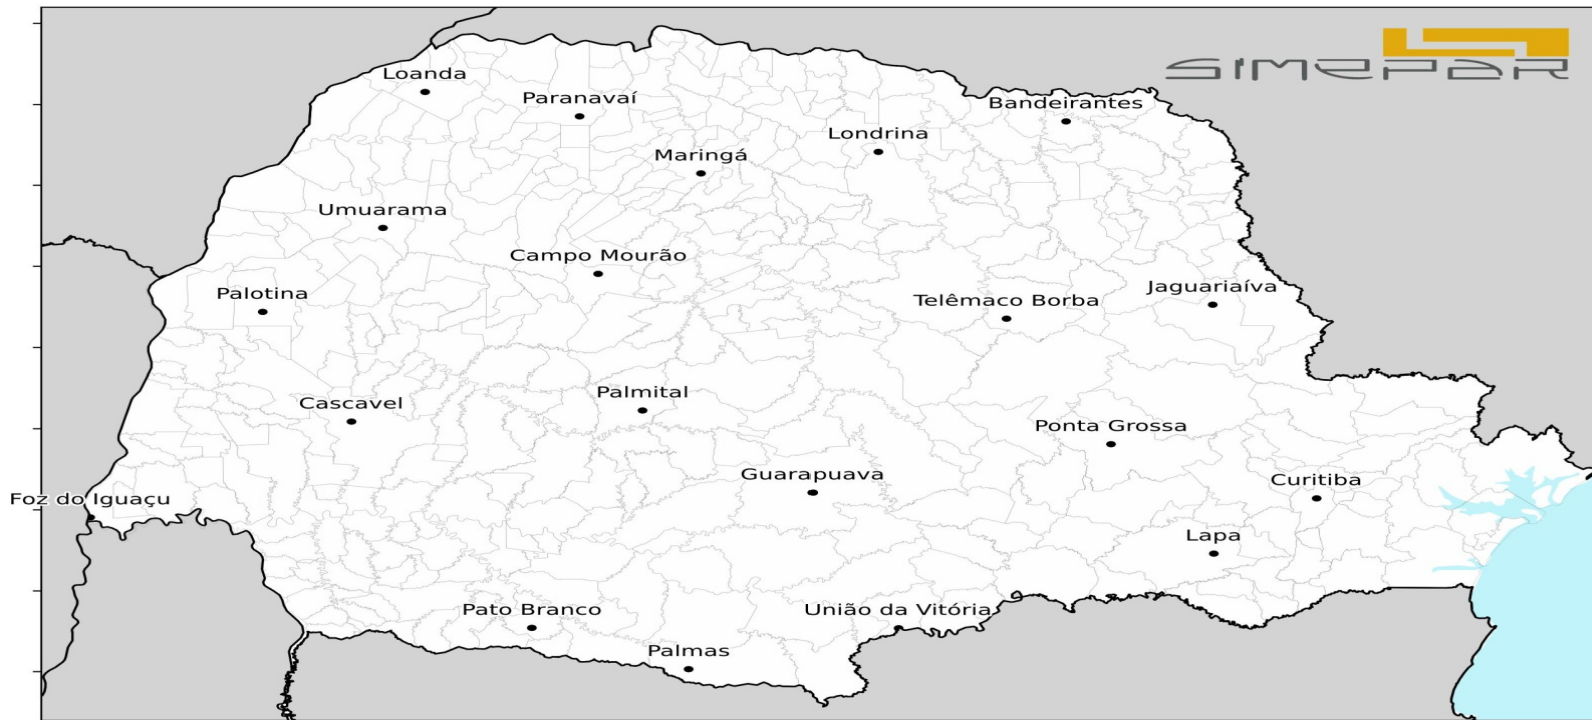 SIMEPAR
Loanda
Paranavaí
Bandeirantes
Londrina
Maringá
Umuarama
Campo Mourão
Jaguariaíva
Palotina
Telêmaco Borba
Palmital
Cascavel
Ponta Grossa
Guarapuava
Curitiba
Foz do Iguaçu
Lapa
Pato Branco
União da Vitória
Palmas